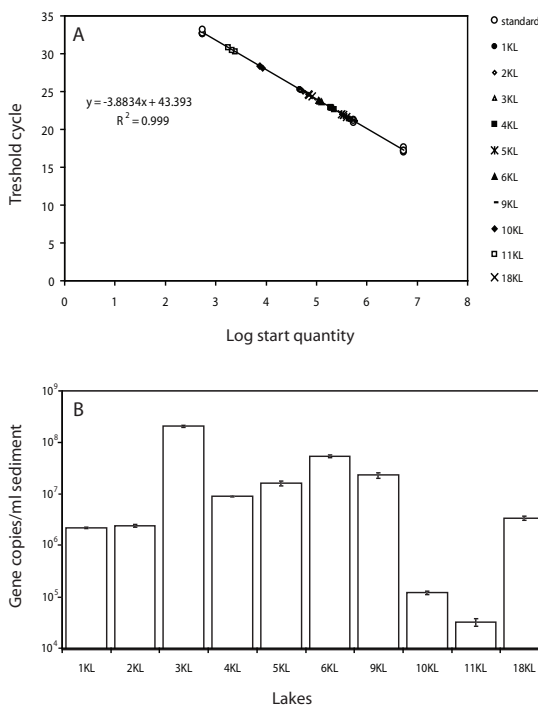 A
35
30
25
20
15
10
5
0
Treshold cycle
y = -3.8834x + 43.393
R² = 0.999
0 1 2 3 4 5 6 7 8
Log start quantity
standard
1KL
2KL
3KL
4KL
5KL
6KL
9KL
10KL
11KL
18KL
B
10⁹
10⁸
10⁷
10⁶
10⁵
10⁴
Gene copies/ml sediment
1KL 2KL 3KL 4KL 5KL 6KL 9KL 10KL 11KL 18KL
Lakes